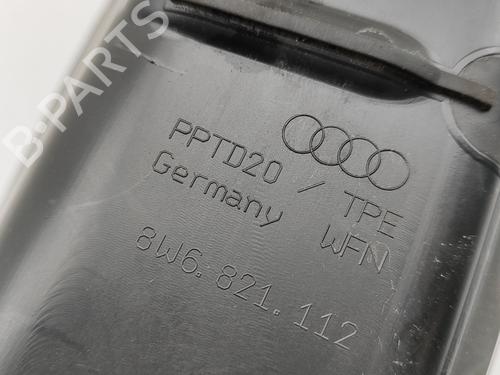 B-PARTS
PPTD20 / TPE
Germany WFN
8W6.821.112